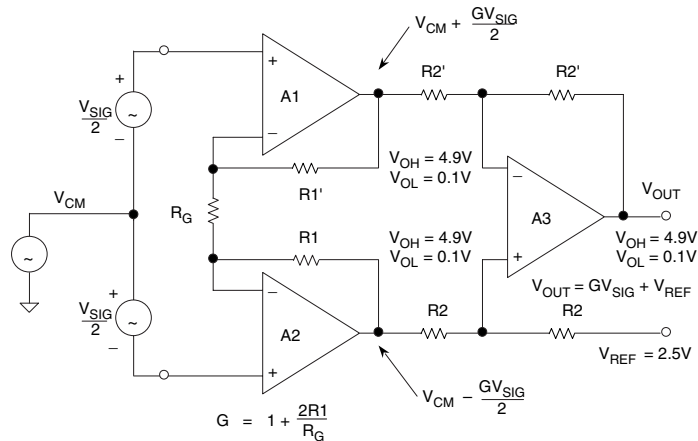 V_CM + GV_SIG/2
R2'
R2'
+
A1
−
+
V_SIG/2
~
−
V_OH = 4.9V
V_OL = 0.1V
R1'
−
V_OUT
V_CM
R_G
A3
R1
V_OH = 4.9V
V_OL = 0.1V
V_OH = 4.9V
V_OL = 0.1V
~
+
+
V_OUT = GV_SIG + V_REF
V_SIG/2
~
−
−
A2
R2
R2
+
V_REF = 2.5V
V_CM − GV_SIG/2
G = 1 + 2R1/R_G